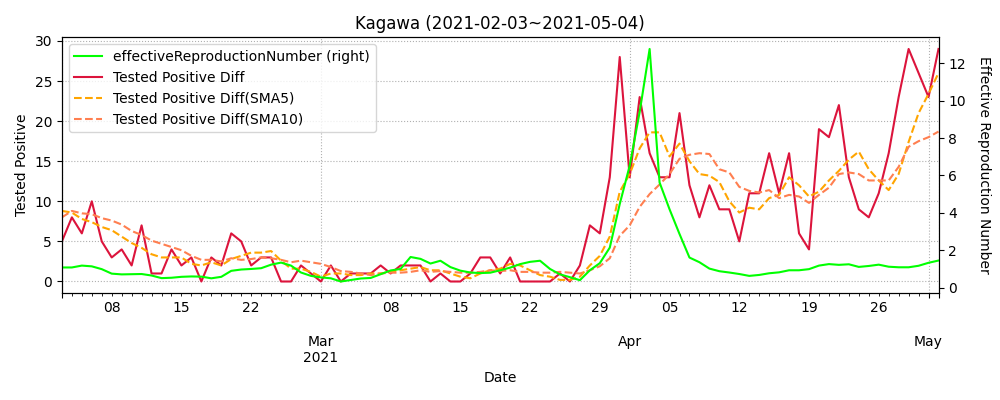 Kagawa (2021-02-03~2021-05-04)
effectiveReproductionNumber (right)
Tested Positive Diff
Tested Positive Diff(SMA5)
Tested Positive Diff(SMA10)
Tested Positive
30
25
20
15
10
5
0
Effective Reproduction Number
12
10
8
6
4
2
0
08 15 22 08 15 22 29 05 12 19 26
Mar Apr May
2021
Date